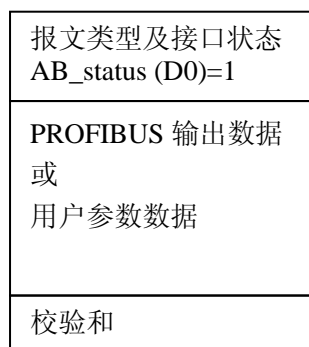 报文类型及接口状态
AB_status (D0)=1
PROFIBUS 输出数据
或
用户参数数据
校验和